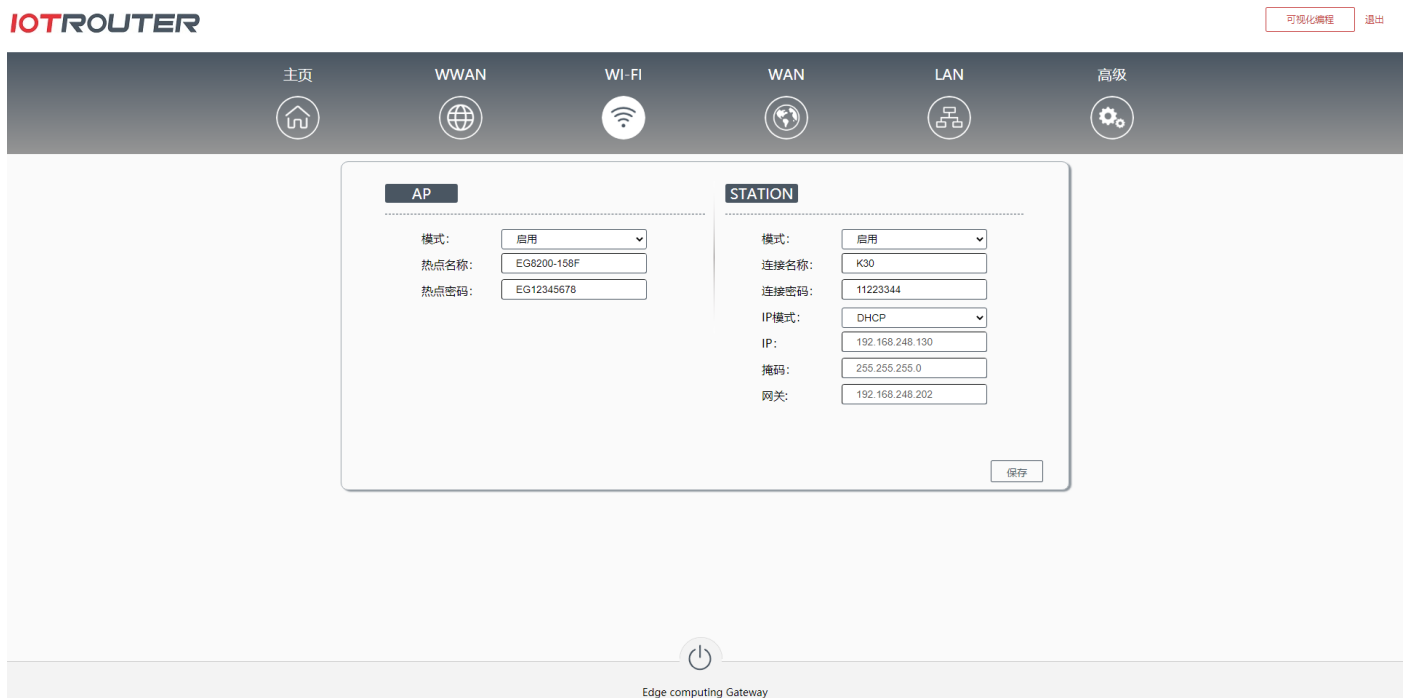 IOTROUTER
可视化编程 退出
主页 WWAN WI-FI WAN LAN 高级
AP
模式: 启用
热点名称: EG8200-158F
热点密码: EG12345678
STATION
模式: 启用
连接名称: K30
连接密码: 11223344
IP模式: DHCP
IP: 192.168.248.130
掩码: 255.255.255.0
网关: 192.168.248.202
保存
Edge computing Gateway